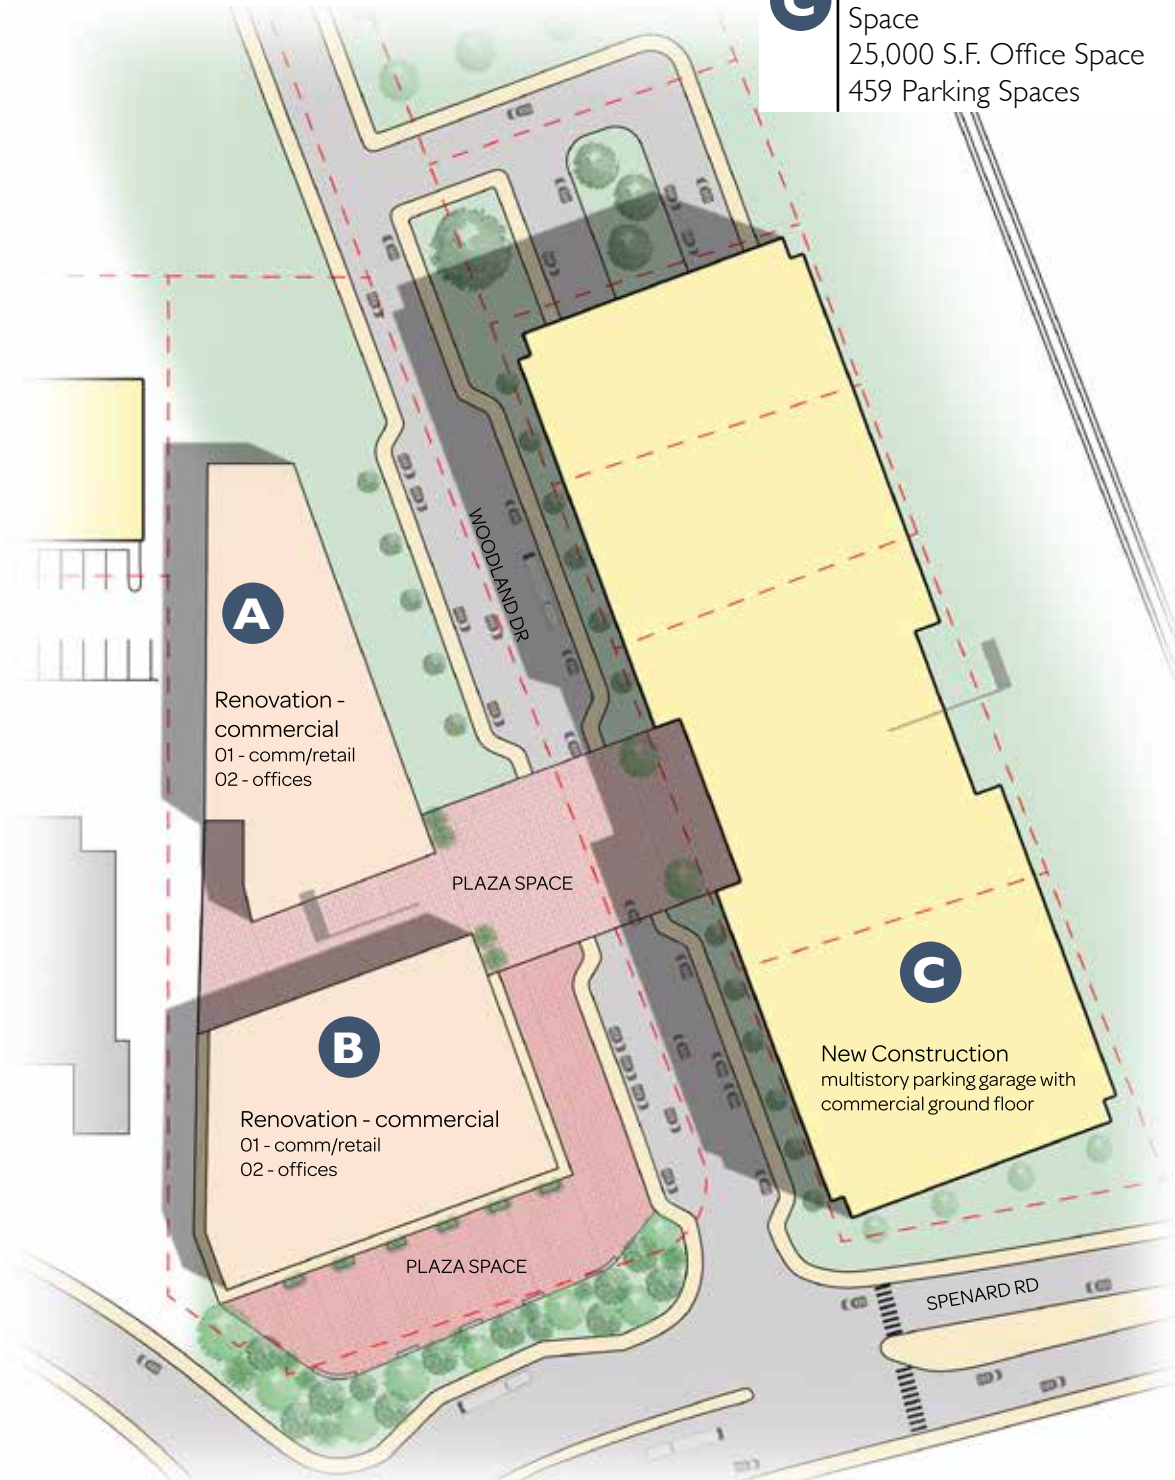 C
Space
25,000 S.F. Office Space
459 Parking Spaces
WOODLAND DR
A
Renovation -
commercial
01 - comm/retail
02 - offices
PLAZA SPACE
B
Renovation - commercial
01 - comm/retail
02 - offices
C
New Construction
multistory parking garage with
commercial ground floor
PLAZA SPACE
SPENARD RD